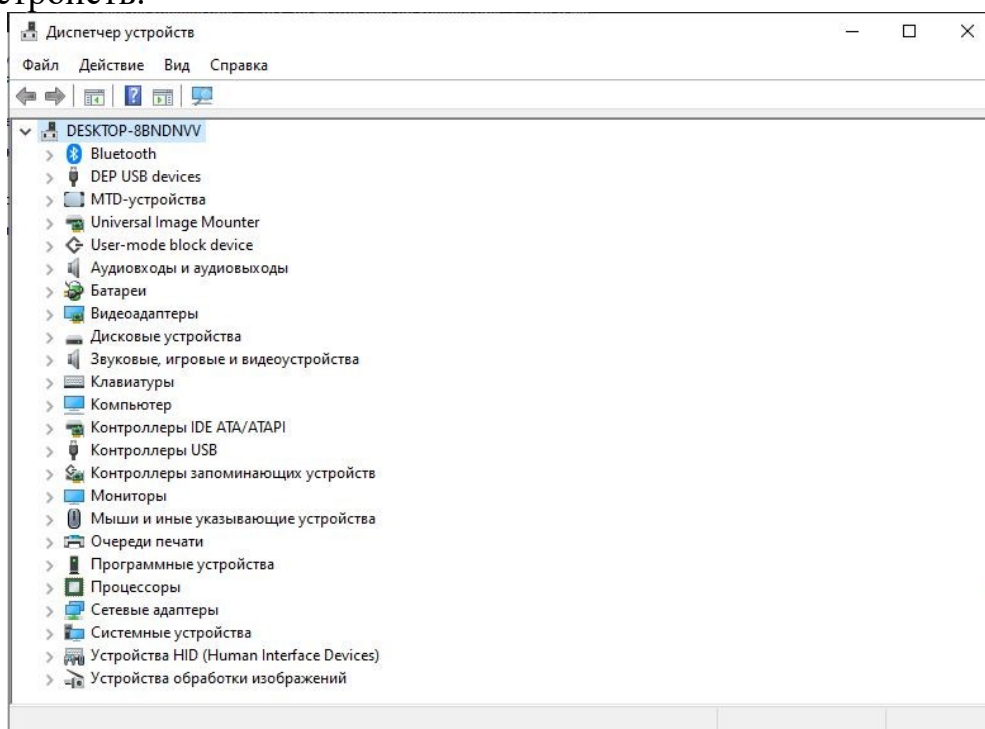 тройств.
Диспетчер устройств
Файл Действие Вид Справка
DESKTOP-8BNDNVV
Bluetooth
DEP USB devices
MTD-устройства
Universal Image Mounter
User-mode block device
Аудиовходы и аудиовыходы
Батареи
Видеоадаптеры
Дисковые устройства
Звуковые, игровые и видеоустройства
Клавиатуры
Компьютер
Контроллеры IDE ATA/ATAPI
Контроллеры USB
Контроллеры запоминающих устройств
Мониторы
Мыши и иные указывающие устройства
Очереди печати
Программные устройства
Процессоры
Сетевые адаптеры
Системные устройства
Устройства HID (Human Interface Devices)
Устройства обработки изображений